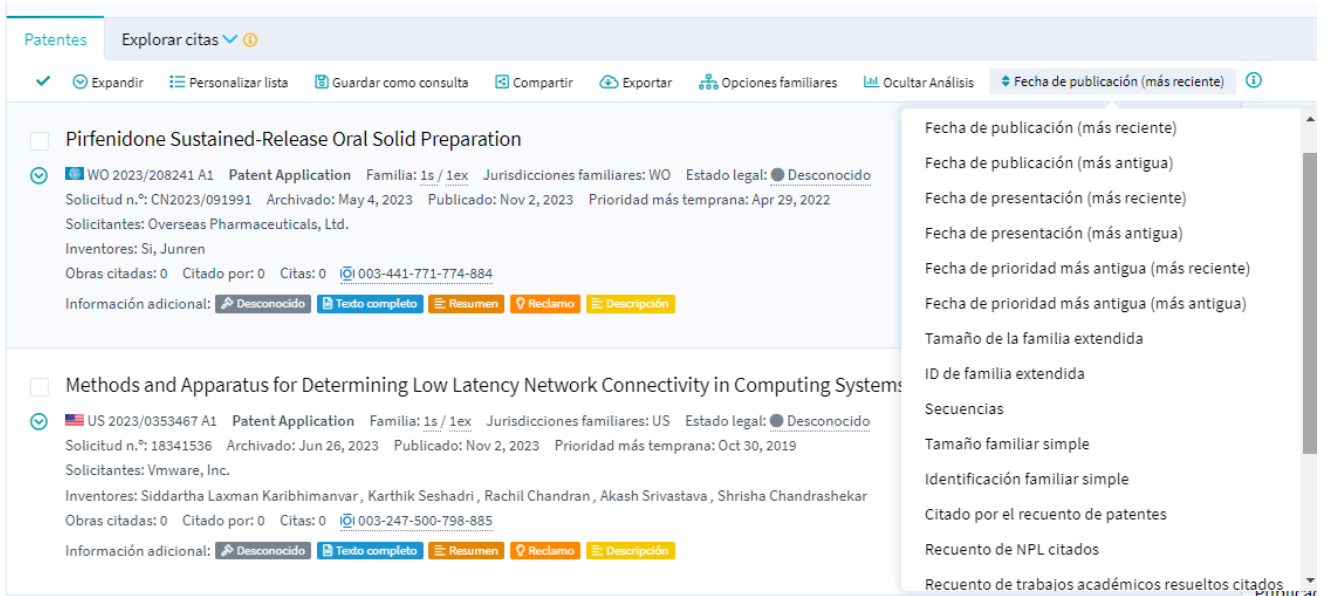 Patentes
Explorar citas
Expandir
Personalizar lista
Guardar como consulta
Compartir
Exportar
Opciones familiares
Ocultar Análisis
Fecha de publicación (más reciente)
Pirfenidone Sustained-Release Oral Solid Preparation
WO 2023/208241 A1 Patent Application Familia: 1s / 1ex Jurisdicciones familiares: WO Estado legal: Desconocido
Solicitud n.º: CN2023/091991 Archivado: May 4, 2023 Publicado: Nov 2, 2023 Prioridad más temprana: Apr 29, 2022
Solicitantes: Overseas Pharmaceuticals, Ltd.
Inventores: Si, Junren
Obras citadas: 0 Citado por: 0 Citas: 0 003-441-771-774-884
Información adicional: Desconocido Texto completo Resumen Reclamo Descripción
Methods and Apparatus for Determining Low Latency Network Connectivity in Computing Systems
US 2023/0353467 A1 Patent Application Familia: 1s / 1ex Jurisdicciones familiares: US Estado legal: Desconocido
Solicitud n.º: 18341536 Archivado: Jun 26, 2023 Publicado: Nov 2, 2023 Prioridad más temprana: Oct 30, 2019
Solicitantes: Vmware, Inc.
Inventores: Siddartha Laxman Karibhimanvar , Karthik Seshadri , Rachil Chandran , Akash Srivastava , Shrisha Chandrashekar
Obras citadas: 0 Citado por: 0 Citas: 0 003-247-500-798-885
Información adicional: Desconocido Texto completo Resumen Reclamo Descripción
Fecha de publicación (más reciente)
Fecha de publicación (más antigua)
Fecha de presentación (más reciente)
Fecha de presentación (más antigua)
Fecha de prioridad más antigua (más reciente)
Fecha de prioridad más antigua (más antigua)
Tamaño de la familia extendida
ID de familia extendida
Secuencias
Tamaño familiar simple
Identificación familiar simple
Citado por el recuento de patentes
Recuento de NPL citados
Recuento de trabajos académicos resueltos citados